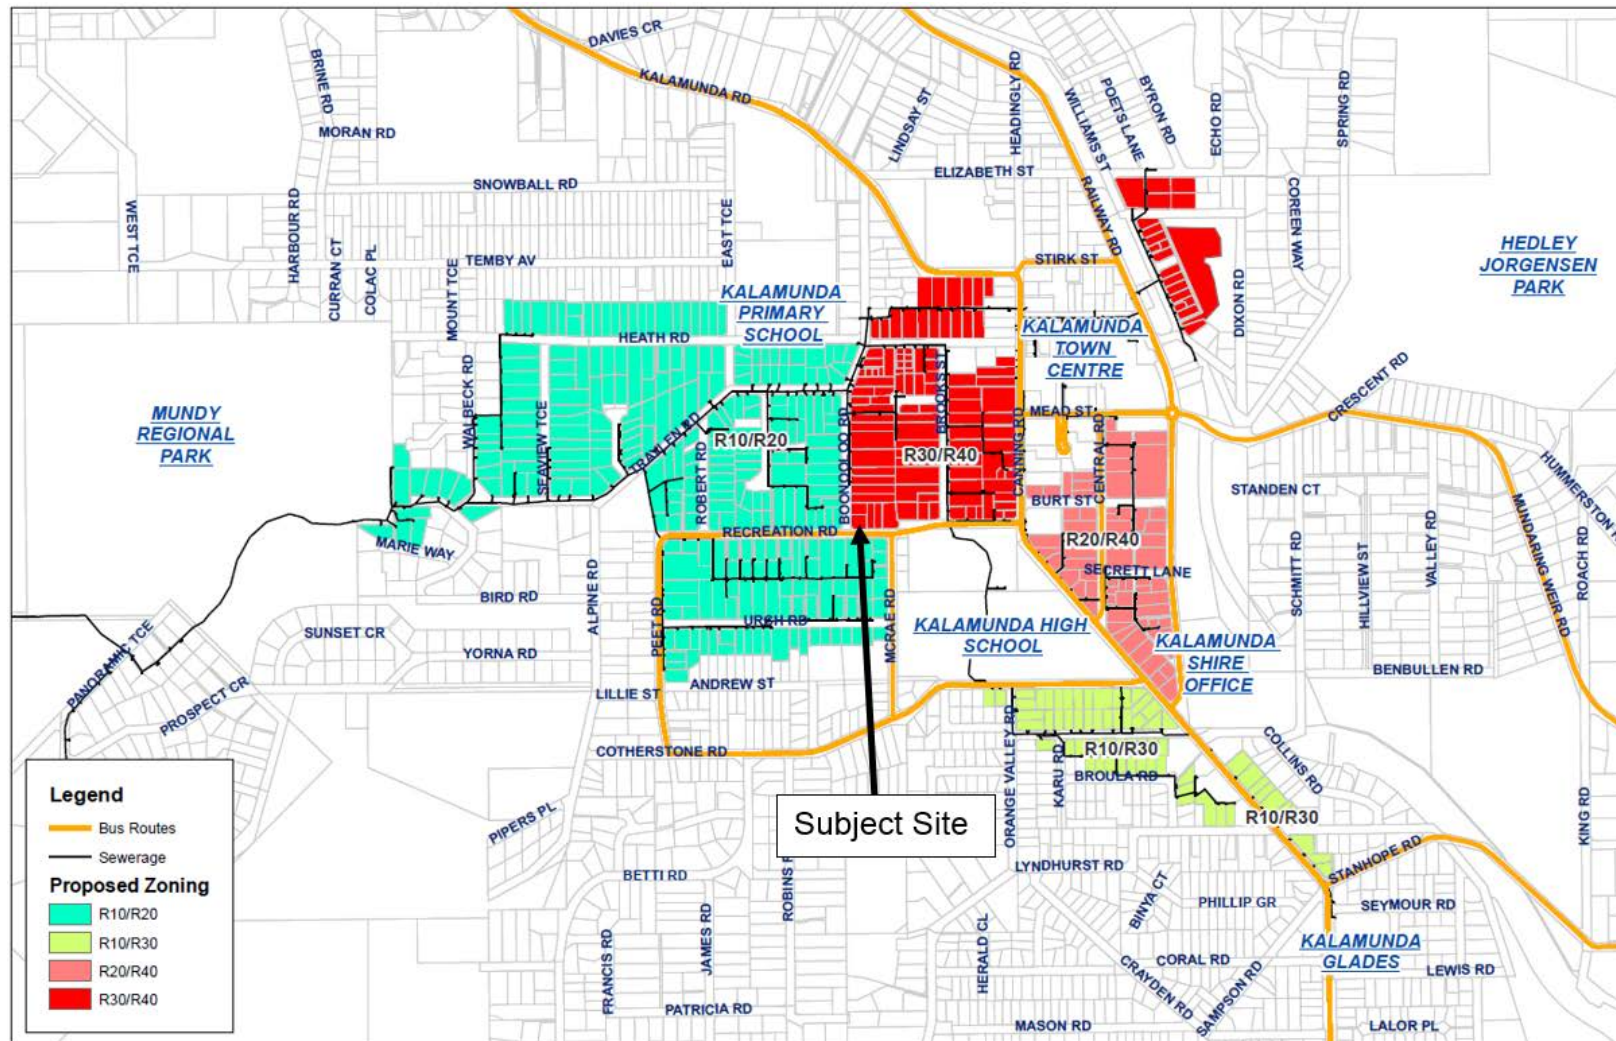 DAVIES CR
KALAMUNDA RD
BRINE RD
MORAN RD
LINDSAY ST
HEADINGLY RD
WILLIAMS ST
POETS LANE
BYRON RD
ECHO RD
SPRING RD
ELIZABETH ST
SNOWBALL RD
WEST TCE
HARBOUR RD
CURRAN CT
COLAC PL
MOUNT TCE
TEMBY AV
EAST TCE
RAILWAY RD
STIRK ST
COREEN WAY
DIXON RD
HEDLEY
JORGENSEN
PARK
KALAMUNDA
PRIMARY
SCHOOL
HEATH RD
KALAMUNDA
TOWN
CENTRE
CRESCENT RD
MUNDY
REGIONAL
PARK
WALBECK RD
SEAVIEW TCE
TRAYLEN RD
ROBERT RD
R10/R20
BOONOOLOO RD
BROOKS ST
R30/R40
CANNING RD
MEAD ST
CENTRAL RD
BURT ST
STANDEN CT
HUMMERSTON R
MUNDARING WEIR RD
ROACH RD
VALLEY RD
HILLVIEW ST
SCHMITT RD
RECREATION RD
R20/R40
SECRETT LANE
MARIE WAY
BIRD RD
ALPINE RD
PEET RD
URCH RD
MCRAE RD
KALAMUNDA HIGH
SCHOOL
KALAMUNDA
SHIRE
OFFICE
BENBULLEN RD
SUNSET CR
YORNA RD
PANORAMIC TCE
PROSPECT CR
LILLIE ST
ANDREW ST
COTHERSTONE RD
ORANGE VALLEY RD
KARU RD
R10/R30
BROULA RD
COLLINS RD
R10/R30
KING RD
PIPERS PL
Subject Site
STANHOPE RD
LYNDHURST RD
BETTI RD
ROBINS R
JAMES RD
FRANCIS RD
PATRICIA RD
HERALD CL
BINYA CT
PHILLIP GR
SEYMOUR RD
KALAMUNDA
GLADES
CORAL RD
CRAYDEN RD
SAMPSON RD
LEWIS RD
MASON RD
LALOR PL
Legend
Bus Routes
Sewerage
Proposed Zoning
R10/R20
R10/R30
R20/R40
R30/R40